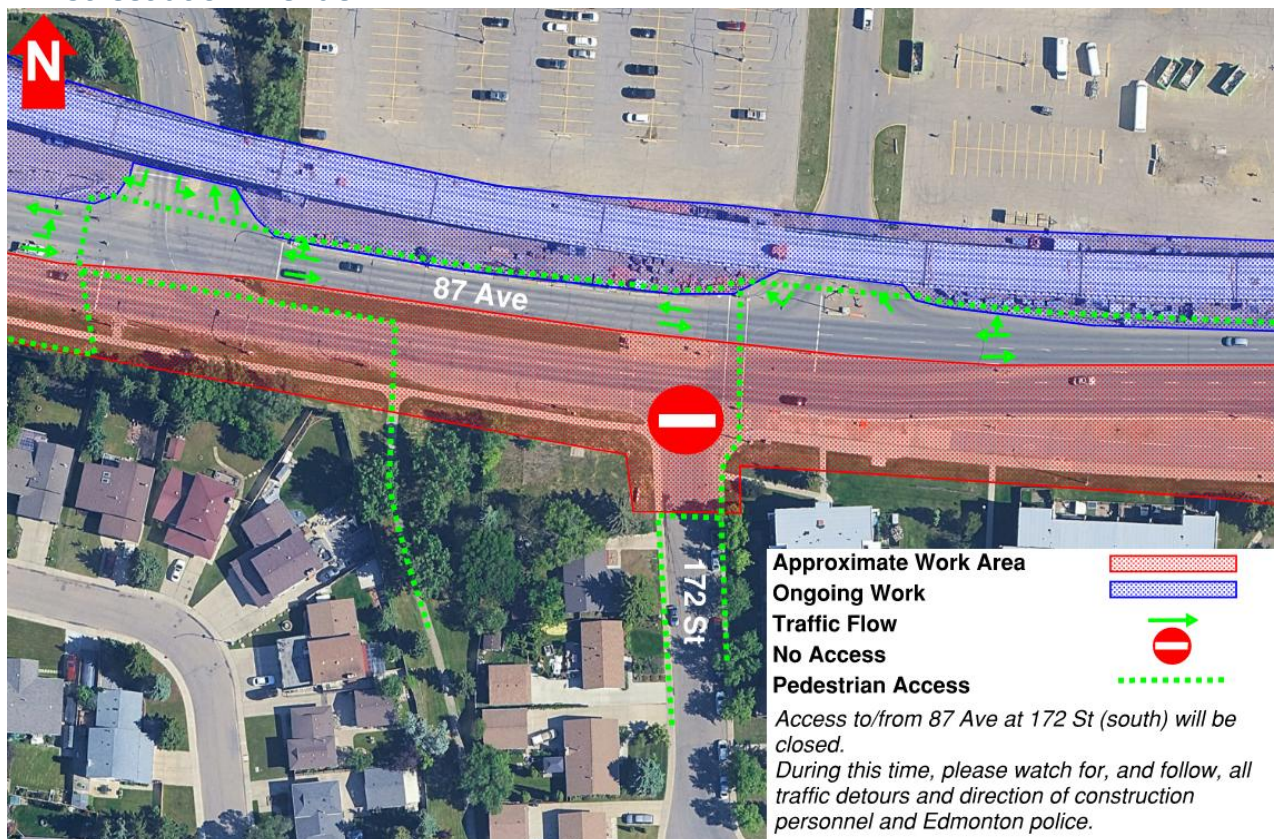 N
87 Ave
172 St
Approximate Work Area
Ongoing Work
Traffic Flow
No Access
Pedestrian Access
Access to/from 87 Ave at 172 St (south) will be
closed.
During this time, please watch for, and follow, all
traffic detours and direction of construction
personnel and Edmonton police.